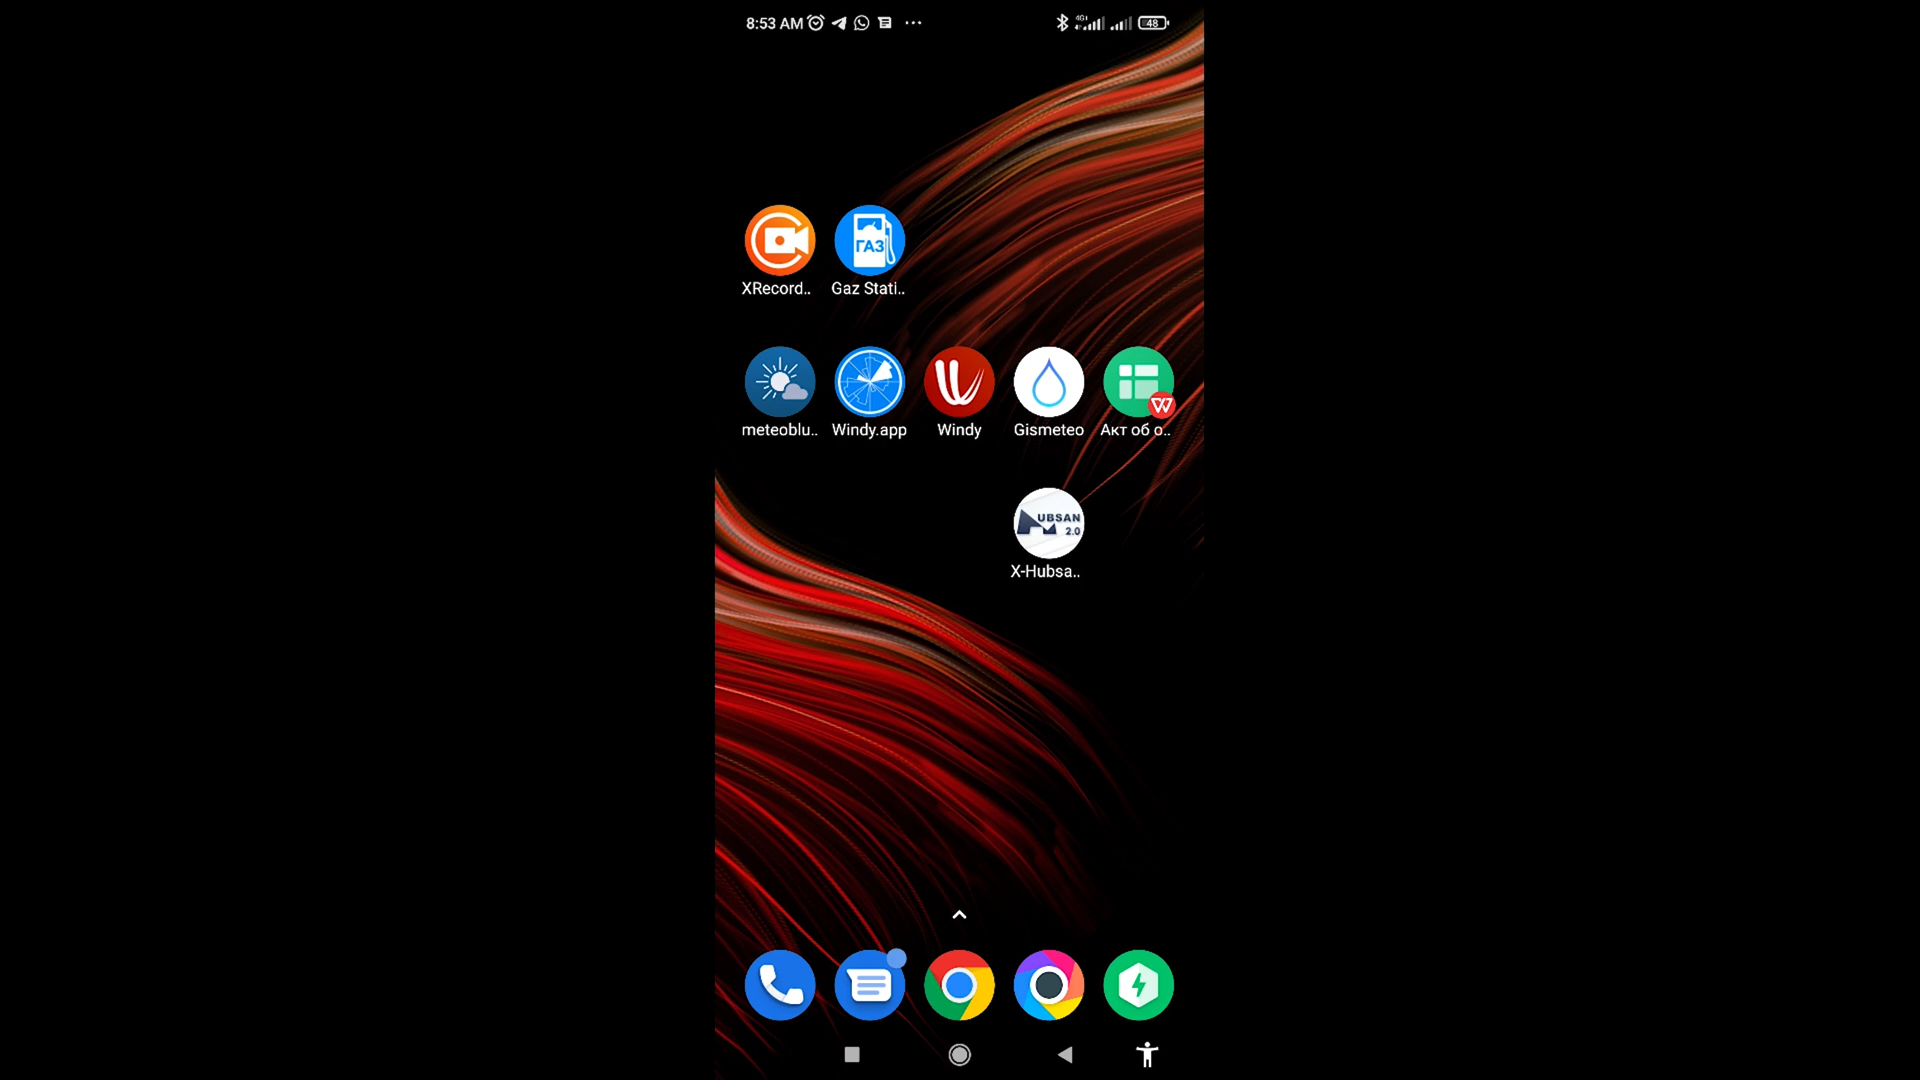 8:53 AM
4G+
48
ГАЗ
XRecord..
Gaz Stati..
meteoblu..
Windy.app
Windy
Gismeteo
Акт об о..
UBSAN
2.0
X-Hubsa..